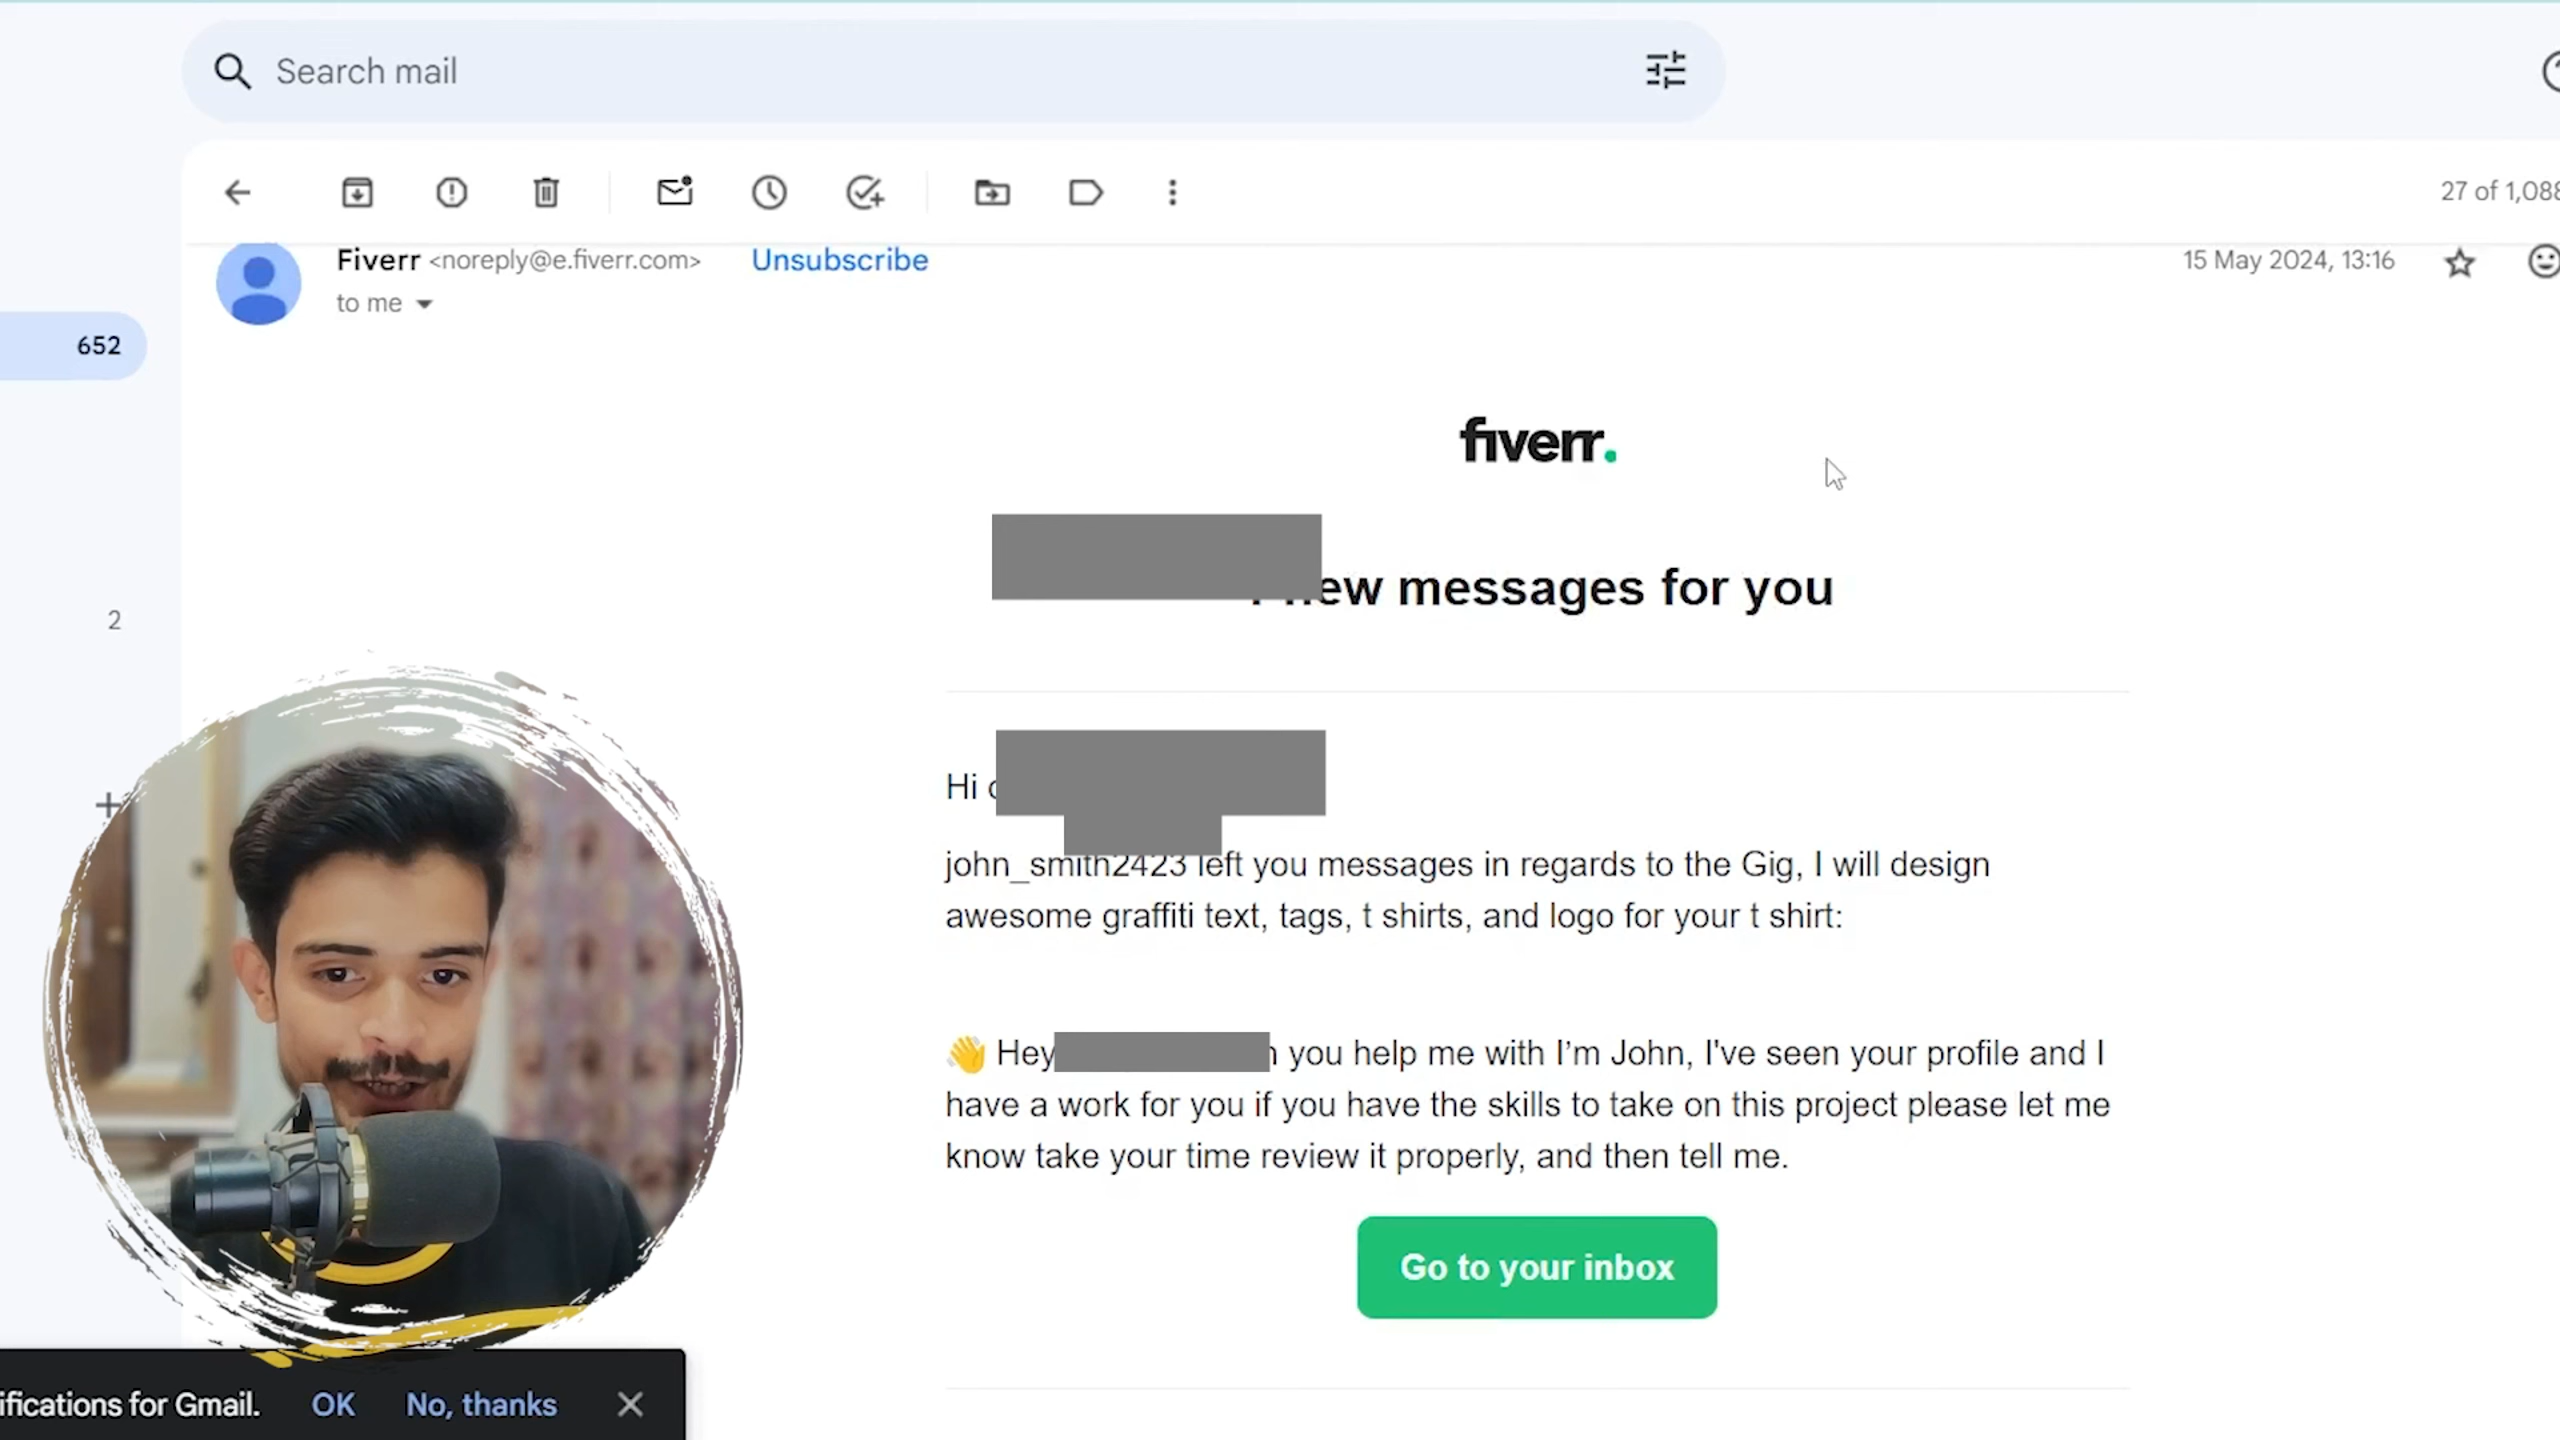 Search mail
27 of 1,088
Fiverr <noreply@e.fiverr.com> Unsubscribe
15 May 2024, 13:16
to me
652
fiverr.
new messages for you
2
Hi
john_smith2423 left you messages in regards to the Gig, I will design
awesome graffiti text, tags, t shirts, and logo for your t shirt:
👋 Hey you help me with I’m John, I've seen your profile and I
have a work for you if you have the skills to take on this project please let me
know take your time review it properly, and then tell me.
Go to your inbox
ifications for Gmail. OK No, thanks